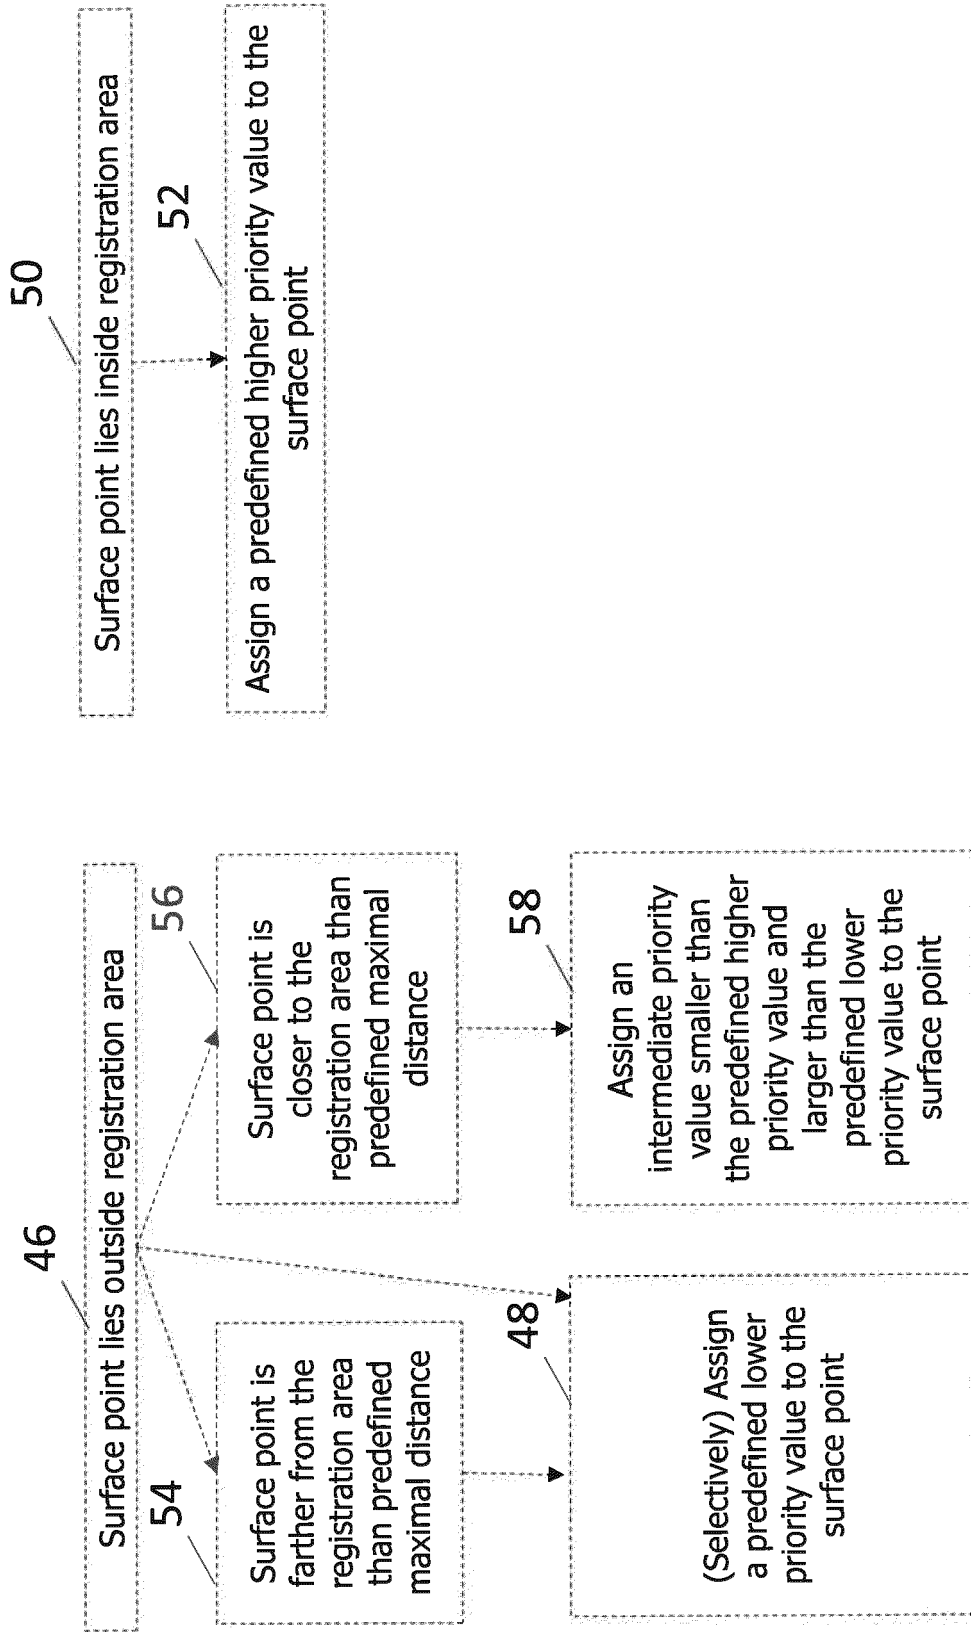 46
Surface point lies outside registration area
54
Surface point is
farther from the
registration area
than predefined
maximal distance
56
Surface point is
closer to the
registration area than
predefined maximal
distance
48
(Selectively) Assign
a predefined lower
priority value to the
surface point
58
Assign an
intermediate priority
value smaller than
the predefined higher
priority value and
larger than the
predefined lower
priority value to the
surface point
50
Surface point lies inside registration area
52
Assign a predefined higher priority value to the
surface point